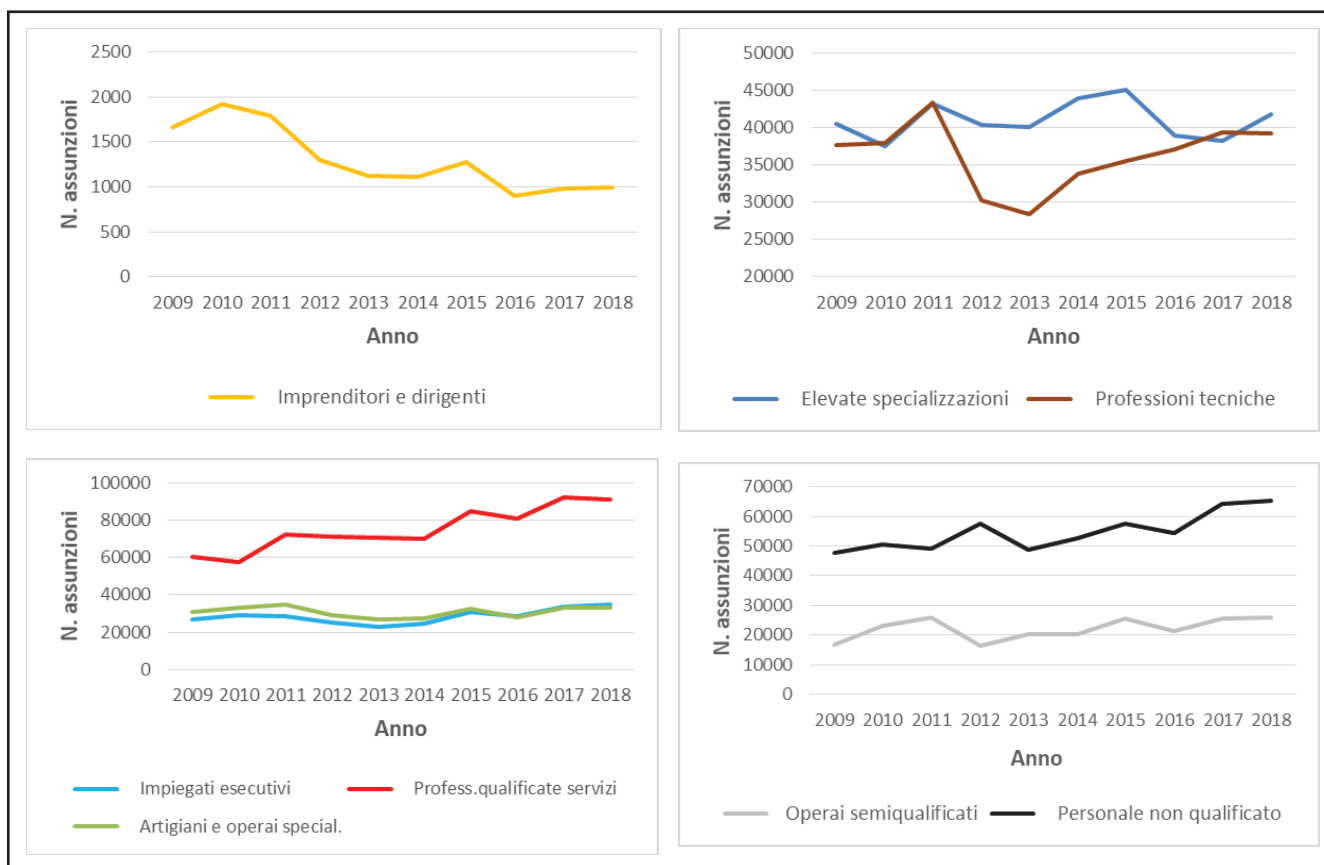 2500
2000
1500
1000
500
0
N. assunzioni
2009 2010 2011 2012 2013 2014 2015 2016 2017 2018
Anno
Imprenditori e dirigenti
50000
45000
40000
35000
30000
25000
20000
N. assunzioni
2009 2010 2011 2012 2013 2014 2015 2016 2017 2018
Anno
Elevate specializzazioni Professioni tecniche
100000
80000
60000
40000
20000
0
N. assunzioni
2009 2010 2011 2012 2013 2014 2015 2016 2017 2018
Anno
Impiegati esecutivi Profess.qualificate servizi
Artigiani e operai special.
70000
60000
50000
40000
30000
20000
10000
0
N. assunzioni
2009 2010 2011 2012 2013 2014 2015 2016 2017 2018
Anno
Operai semiqualificati Personale non qualificato